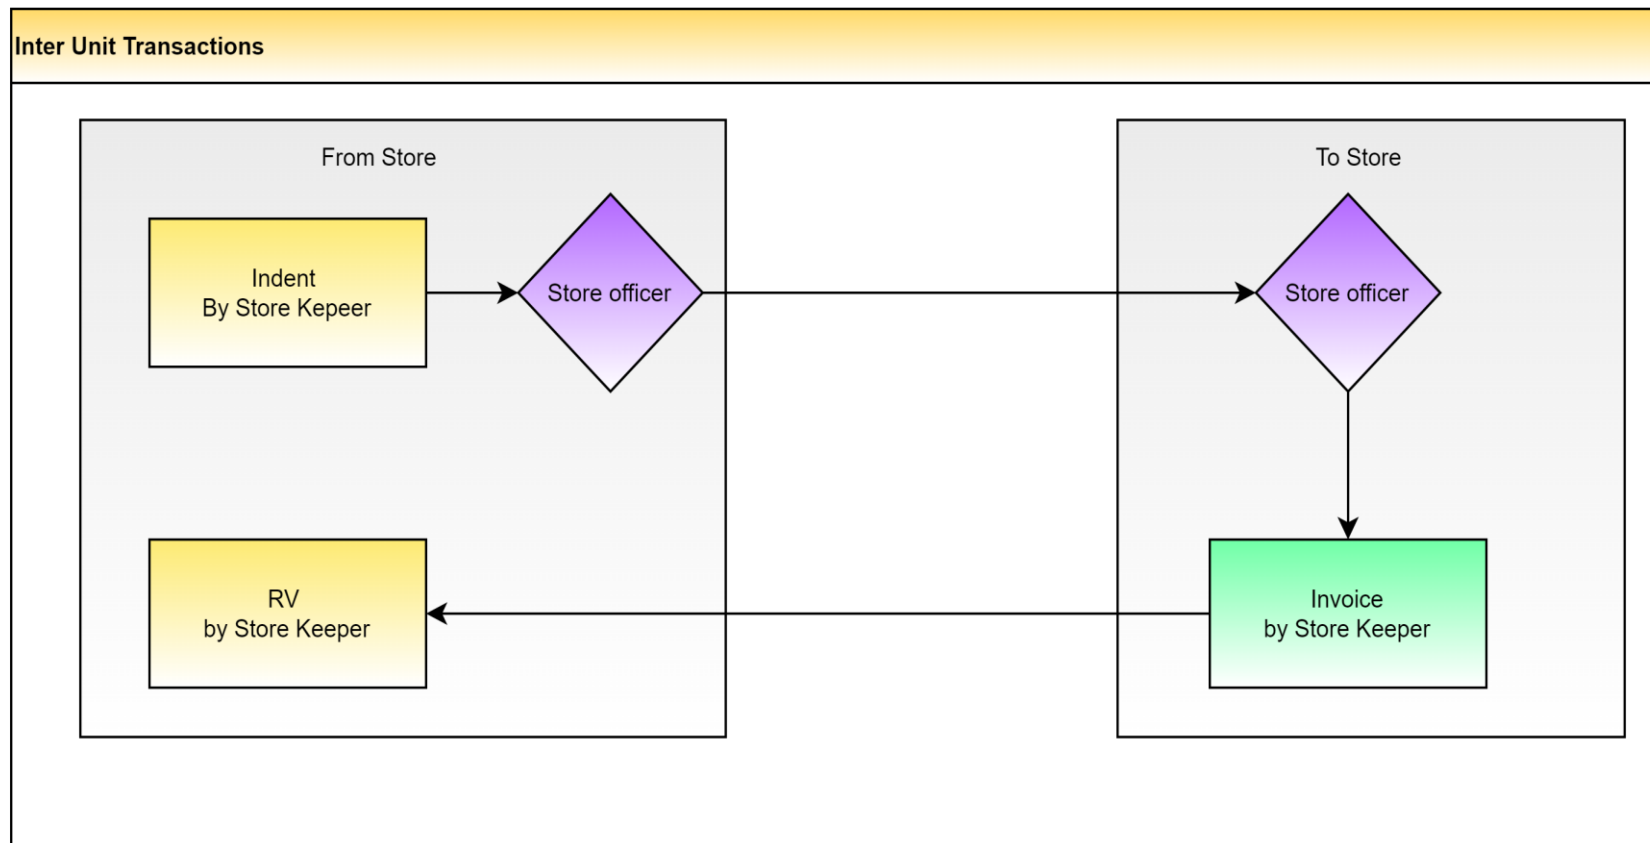 Inter Unit Transactions
From Store
To Store
Indent
By Store Kepeer
Store officer
Store officer
RV
by Store Keeper
Invoice
by Store Keeper